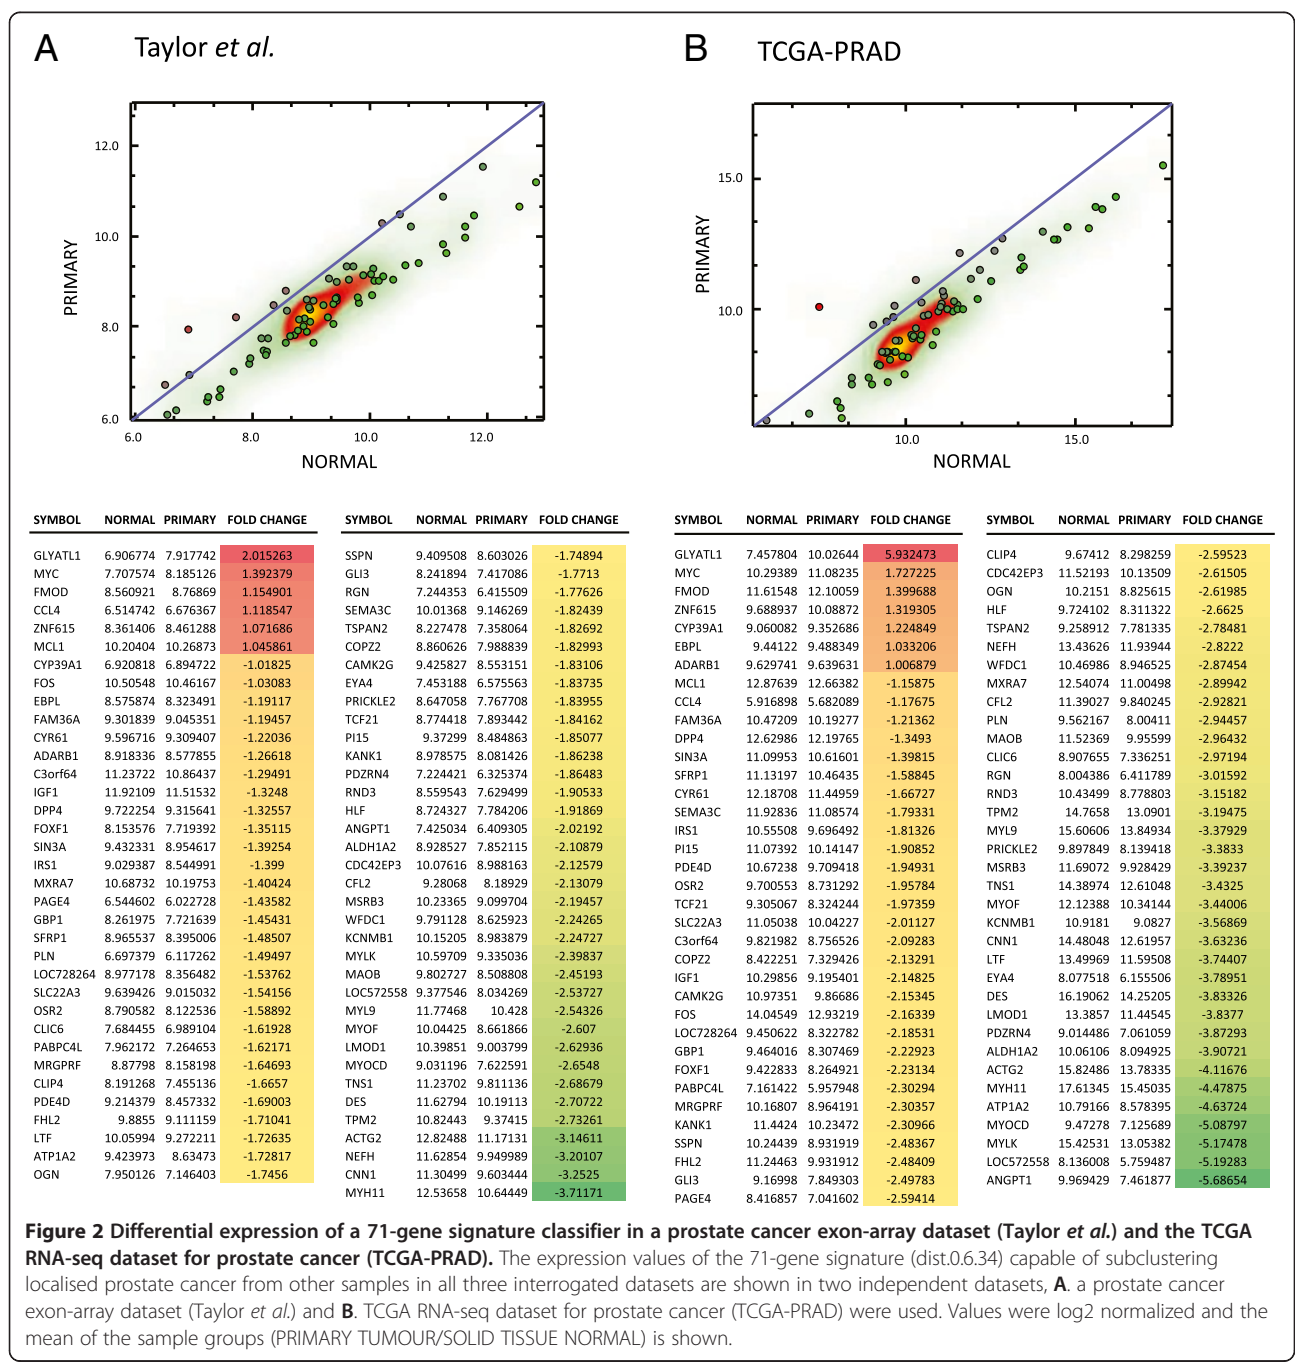 A Taylor et al.
B TCGA-PRAD
12.0
10.0
8.0
6.0
PRIMARY
6.0 8.0 10.0 12.0
NORMAL
15.0
10.0
PRIMARY
10.0 15.0
NORMAL
SYMBOL NORMAL PRIMARY FOLD CHANGE
GLYATL1 6.906774 7.917742 2.015263
MYC 7.707574 8.185126 1.392379
FMOD 8.560921 8.76869 1.154901
CCL4 6.514742 6.676367 1.118547
ZNF615 8.361406 8.461288 1.071686
MCL1 10.20404 10.26873 1.045861
CYP39A1 6.920818 6.894722 -1.01825
FOS 10.50548 10.46167 -1.03083
EBPL 8.575874 8.323491 -1.19117
FAM36A 9.301839 9.045351 -1.19457
CYR61 9.596716 9.309407 -1.22036
ADARB1 8.918336 8.577855 -1.26618
C3orf64 11.23722 10.86437 -1.29491
IGF1 11.92109 11.51532 -1.3248
DPP4 9.722254 9.315641 -1.32557
FOXF1 8.153576 7.719392 -1.35115
SIN3A 9.432331 8.954617 -1.39254
IRS1 9.029387 8.544991 -1.399
MXRA7 10.68732 10.19753 -1.40424
PAGE4 6.544602 6.022728 -1.43582
GBP1 8.261975 7.721639 -1.45431
SFRP1 8.965537 8.395006 -1.48507
PLN 6.697379 6.117262 -1.49497
LOC728264 8.977178 8.356482 -1.53762
SLC22A3 9.639426 9.015032 -1.54156
OSR2 8.790582 8.122536 -1.58892
CLIC6 7.684455 6.989104 -1.61928
PABPC4L 7.962172 7.264653 -1.62171
MRGPRF 8.87798 8.158198 -1.64693
CLIP4 8.191268 7.455136 -1.6657
PDE4D 9.214379 8.457332 -1.69003
FHL2 9.8855 9.111159 -1.71041
LTF 10.05994 9.272211 -1.72635
ATP1A2 9.423973 8.63473 -1.72817
OGN 7.950126 7.146403 -1.7456
SYMBOL NORMAL PRIMARY FOLD CHANGE
SSPN 9.409508 8.603026 -1.74894
GLI3 8.241894 7.417086 -1.7713
RGN 7.244353 6.415509 -1.77626
SEMA3C 10.01368 9.146269 -1.82439
TSPAN2 8.227478 7.358064 -1.82692
COPZ2 8.860626 7.988839 -1.82993
CAMK2G 9.425827 8.553151 -1.83106
EYA4 7.453188 6.575563 -1.83735
PRICKLE2 8.647058 7.767708 -1.83955
TCF21 8.774418 7.893442 -1.84162
PI15 9.37299 8.484863 -1.85077
KANK1 8.978575 8.081426 -1.86238
PDZRN4 7.224421 6.325374 -1.86483
RND3 8.559543 7.629499 -1.90533
HLF 8.724327 7.784206 -1.91869
ANGPT1 7.425034 6.409305 -2.02192
ALDH1A2 8.928527 7.852115 -2.10879
CDC42EP3 10.07616 8.988163 -2.12579
CFL2 9.28068 8.18929 -2.13079
MSRB3 10.23365 9.099704 -2.19457
WFDC1 9.791128 8.625923 -2.24265
KCNMB1 10.15205 8.983879 -2.24727
MYLK 10.59709 9.335036 -2.39837
MAOB 9.802727 8.508808 -2.45193
LOC572558 9.377546 8.034269 -2.53727
MYL9 11.77468 10.428 -2.54326
MYOF 10.04425 8.661866 -2.607
LMOD1 10.39851 9.003799 -2.62936
MYOCD 9.031196 7.622591 -2.6548
TNS1 11.23702 9.811136 -2.68679
DES 11.62794 10.19113 -2.70722
TPM2 10.82443 9.37415 -2.73261
ACTG2 12.82488 11.17131 -3.14611
NEFH 11.62854 9.949989 -3.20107
CNN1 11.30499 9.603444 -3.2525
MYH11 12.53658 10.64449 -3.71171
SYMBOL NORMAL PRIMARY FOLD CHANGE
GLYATL1 7.457804 10.02644 5.932473
MYC 10.29389 11.08235 1.727225
FMOD 11.61548 12.10059 1.399688
ZNF615 9.688937 10.08872 1.319305
CYP39A1 9.060082 9.352686 1.224849
EBPL 9.44122 9.488349 1.033206
ADARB1 9.629741 9.639631 1.006879
MCL1 12.87639 12.66382 -1.15875
CCL4 5.916898 5.682089 -1.17675
FAM36A 10.47209 10.19277 -1.21362
DPP4 12.62986 12.19765 -1.3493
SIN3A 11.09953 10.61601 -1.39815
SFRP1 11.13197 10.46435 -1.58845
CYR61 12.18708 11.44959 -1.66727
SEMA3C 11.92836 11.08574 -1.79331
IRS1 10.55508 9.696492 -1.81326
PI15 11.07392 10.14147 -1.90852
PDE4D 10.67238 9.709418 -1.94931
OSR2 9.700553 8.731292 -1.95784
TCF21 9.305067 8.324244 -1.97359
SLC22A3 11.05038 10.04227 -2.01127
C3orf64 9.821982 8.756526 -2.09283
COPZ2 8.422251 7.329426 -2.13291
IGF1 10.29856 9.195401 -2.14825
CAMK2G 10.97351 9.86686 -2.15345
FOS 14.04549 12.93219 -2.16339
LOC728264 9.450622 8.322782 -2.18531
GBP1 9.464016 8.307469 -2.22923
FOXF1 9.422833 8.264921 -2.23134
PABPC4L 7.161422 5.957948 -2.30294
MRGPRF 10.16807 8.964191 -2.30357
KANK1 11.4424 10.23472 -2.30966
SSPN 10.24439 8.931919 -2.48367
FHL2 11.24463 9.931912 -2.48409
GLI3 9.16998 7.849303 -2.49783
PAGE4 8.416857 7.041602 -2.59414
SYMBOL NORMAL PRIMARY FOLD CHANGE
CLIP4 9.67412 8.298259 -2.59523
CDC42EP3 11.52193 10.13509 -2.61505
OGN 10.2151 8.825615 -2.61985
HLF 9.724102 8.311322 -2.6625
TSPAN2 9.258912 7.781335 -2.78481
NEFH 13.43626 11.93944 -2.8222
WFDC1 10.46986 8.946525 -2.87454
MXRA7 12.54074 11.00498 -2.89942
CFL2 11.39027 9.840245 -2.92821
PLN 9.562167 8.00411 -2.94457
MAOB 11.52369 9.95599 -2.96432
CLIC6 8.907655 7.336251 -2.97194
RGN 8.004386 6.411789 -3.01592
RND3 10.43499 8.778803 -3.15182
TPM2 14.7658 13.0901 -3.19475
MYL9 15.60606 13.84934 -3.37929
PRICKLE2 9.897849 8.139418 -3.3833
MSRB3 11.69072 9.928429 -3.39237
TNS1 14.38974 12.61048 -3.4325
MYOF 12.12388 10.34144 -3.44006
KCNMB1 10.9181 9.0827 -3.56869
CNN1 14.48048 12.61957 -3.63236
LTF 13.49969 11.59508 -3.74407
EYA4 8.077518 6.155506 -3.78951
DES 16.19062 14.25205 -3.83326
LMOD1 13.3857 11.44545 -3.8377
PDZRN4 9.014486 7.061059 -3.87293
ALDH1A2 10.06106 8.094925 -3.90721
ACTG2 15.82486 13.78335 -4.11676
MYH11 17.61345 15.45035 -4.47875
ATP1A2 10.79166 8.578395 -4.63724
MYOCD 9.47278 7.125689 -5.08797
MYLK 15.42531 13.05382 -5.17478
LOC572558 8.136008 5.759487 -5.19283
ANGPT1 9.969429 7.461877 -5.68654
Figure 2 Differential expression of a 71-gene signature classifier in a prostate cancer exon-array dataset (Taylor et al.) and the TCGA
RNA-seq dataset for prostate cancer (TCGA-PRAD). The expression values of the 71-gene signature (dist.0.6.34) capable of subclustering
localised prostate cancer from other samples in all three interrogated datasets are shown in two independent datasets, A. a prostate cancer
exon-array dataset (Taylor et al.) and B. TCGA RNA-seq dataset for prostate cancer (TCGA-PRAD) were used. Values were log2 normalized and the
mean of the sample groups (PRIMARY TUMOUR/SOLID TISSUE NORMAL) is shown.